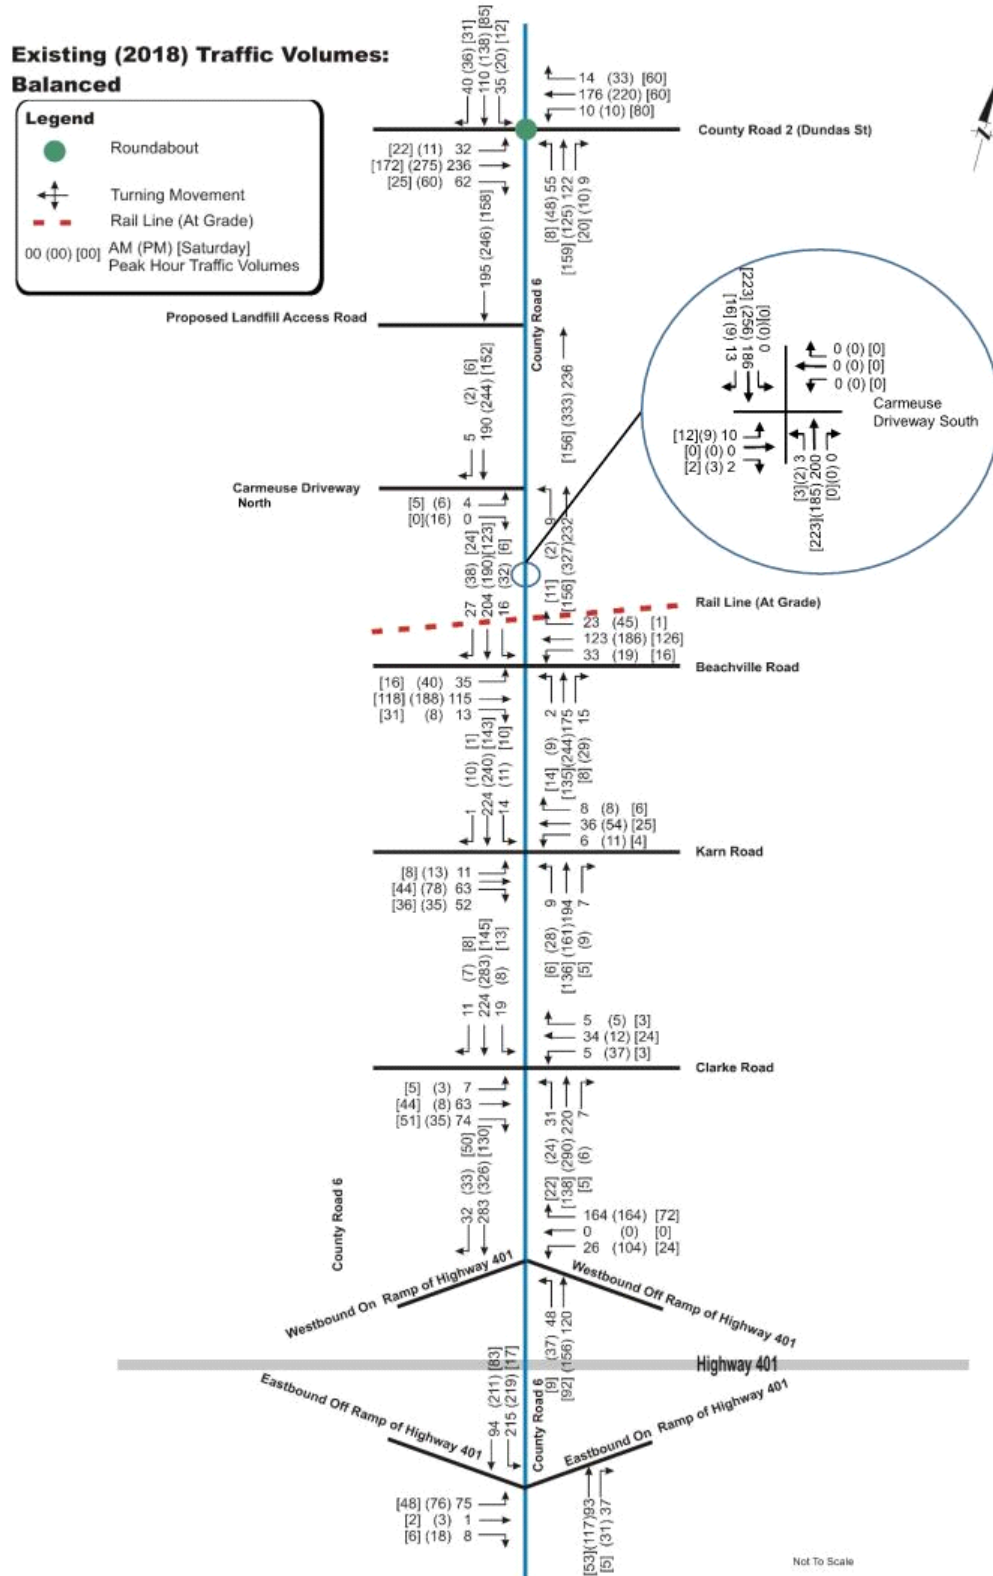 Existing (2018) Traffic Volumes:
Balanced
Legend
Roundabout
Turning Movement
Rail Line (At Grade)
00 (00) [00] AM (PM) [Saturday]
Peak Hour Traffic Volumes
40 (36) [31]
110 (138) [85]
35 (20) [12]
14 (33) [60]
176 (220) [60]
10 (10) [80]
County Road 2 (Dundas St)
N
[22] (11) 32
[172] (275) 236
[25] (60) 62
[8] (48) 55
[159] (125) 122
[20] (10) 9
195 (246) [158]
County Road 6
Proposed Landfill Access Road
[156] (333) 236
5 (2) [6]
190 (244) [152]
[16] (9) 13
[223] (256) 186
[0](0) 0
0 (0) [0]
0 (0) [0]
0 (0) [0]
Carmeuse
Driveway South
[12](9) 10
[0] (0) 0
[2] (3) 2
[3](2) 3
[223](185) 200
[0](0) 0
Carmeuse Driveway
North
[5] (6) 4
[0](16) 0
[11] (2) 9
[156] (327)232
27 (38) [24]
204 (190)[123]
16 (32) [6]
Rail Line (At Grade)
23 (45) [1]
123 (186) [126]
33 (19) [16]
Beachville Road
[16] (40) 35
[118] (188) 115
[31] (8) 13
[14] (9) 2
[135](244)175
[8] (29) 15
1 (10) [1]
224 (240) [143]
14 (11) [10]
8 (8) [6]
36 (54) [25]
6 (11) [4]
Karn Road
[8] (13) 11
[44] (78) 63
[36] (35) 52
[6] (28) 9
[136] (161)194
[5] (9) 7
11 (7) [8]
224 (283) [145]
19 (8) [13]
5 (5) [3]
34 (12) [24]
5 (37) [3]
Clarke Road
[5] (3) 7
[44] (8) 63
[51] (35) 74
[22] (24) 31
[138] (290) 220
[5] (6) 7
32 (33) [50]
283 (326) [130]
County Road 6
164 (164) [72]
0 (0) [0]
26 (104) [24]
Westbound On Ramp of Highway 401
Westbound Off Ramp of Highway 401
[9] (37) 48
[92] (156) 120
Highway 401
94 (211) [83]
215 (219) [17]
County Road 6
Eastbound Off Ramp of Highway 401
Eastbound On Ramp of Highway 401
[48] (76) 75
[2] (3) 1
[6] (18) 8
[53](117)93
[5] (31) 37
Not To Scale